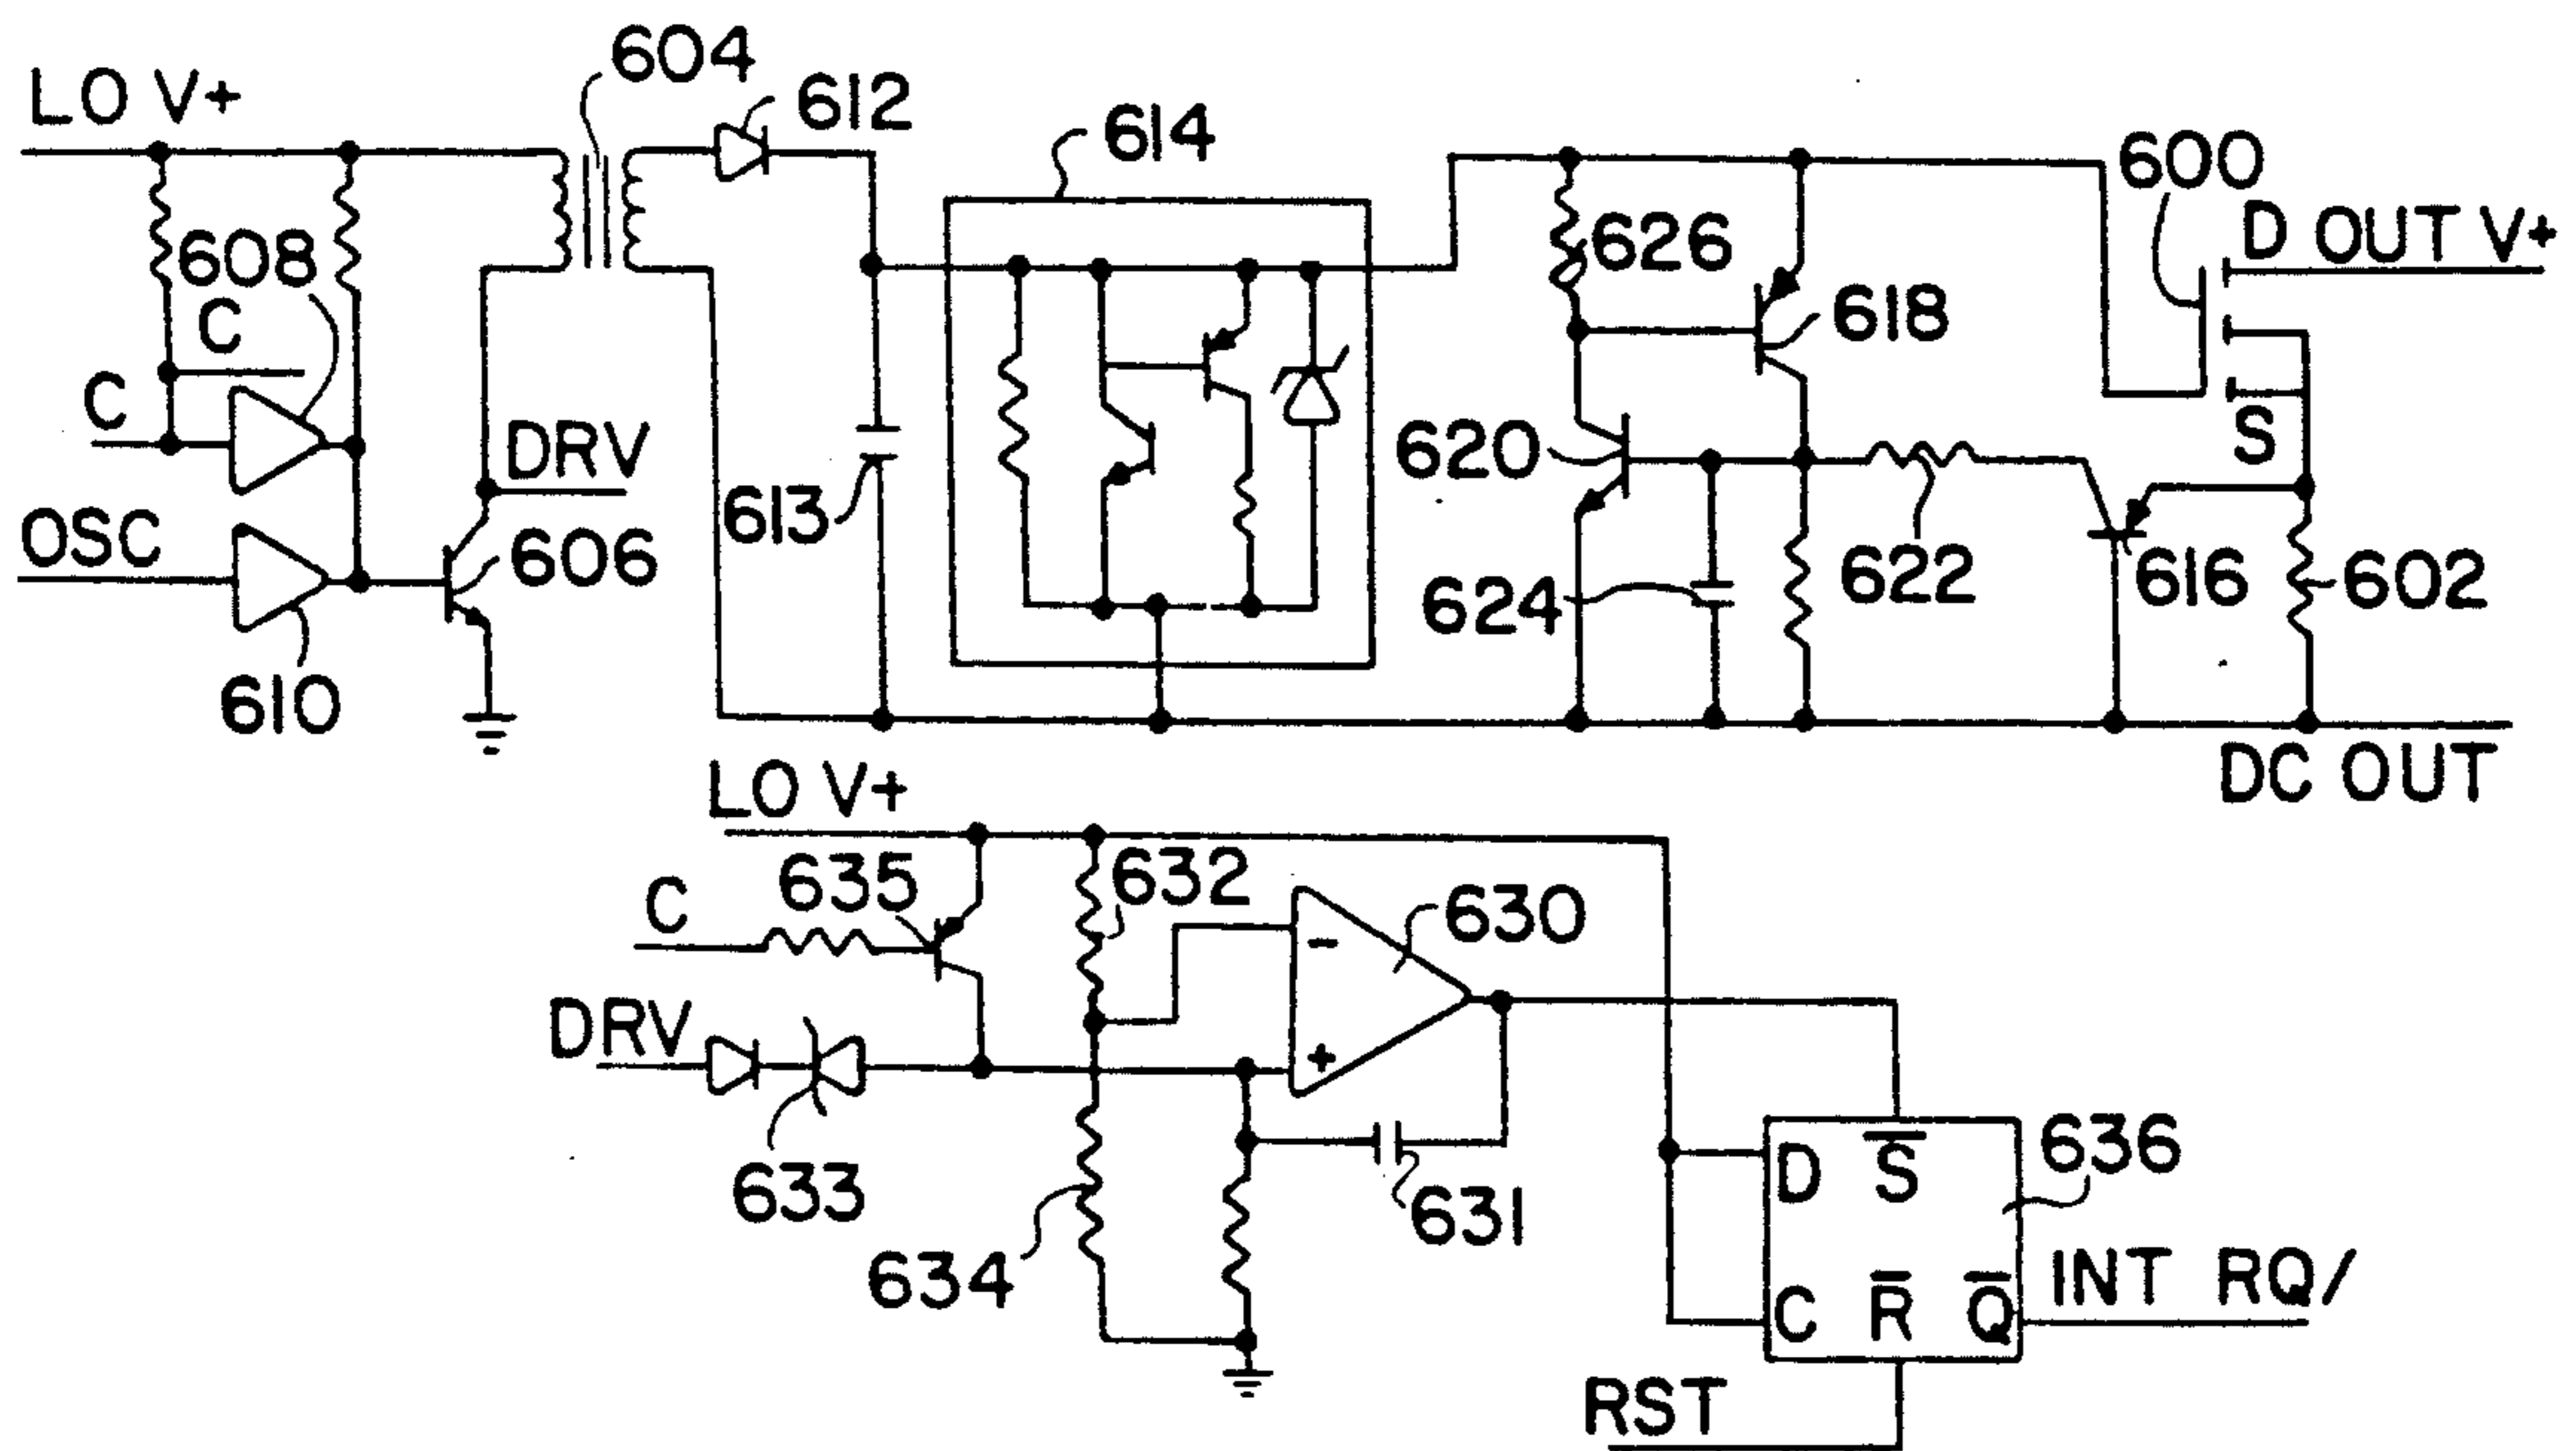 604
LO V+
612
614
600
D OUT V+
608
626
C
618
C
DRV
620
S
OSC
613
606
624
622
616
602
610
DC OUT
LO V+
635
632
630
C
-
DRV
+
633
631
636
D S̅
634
C R̅ Q̅ INT RQ/
RST